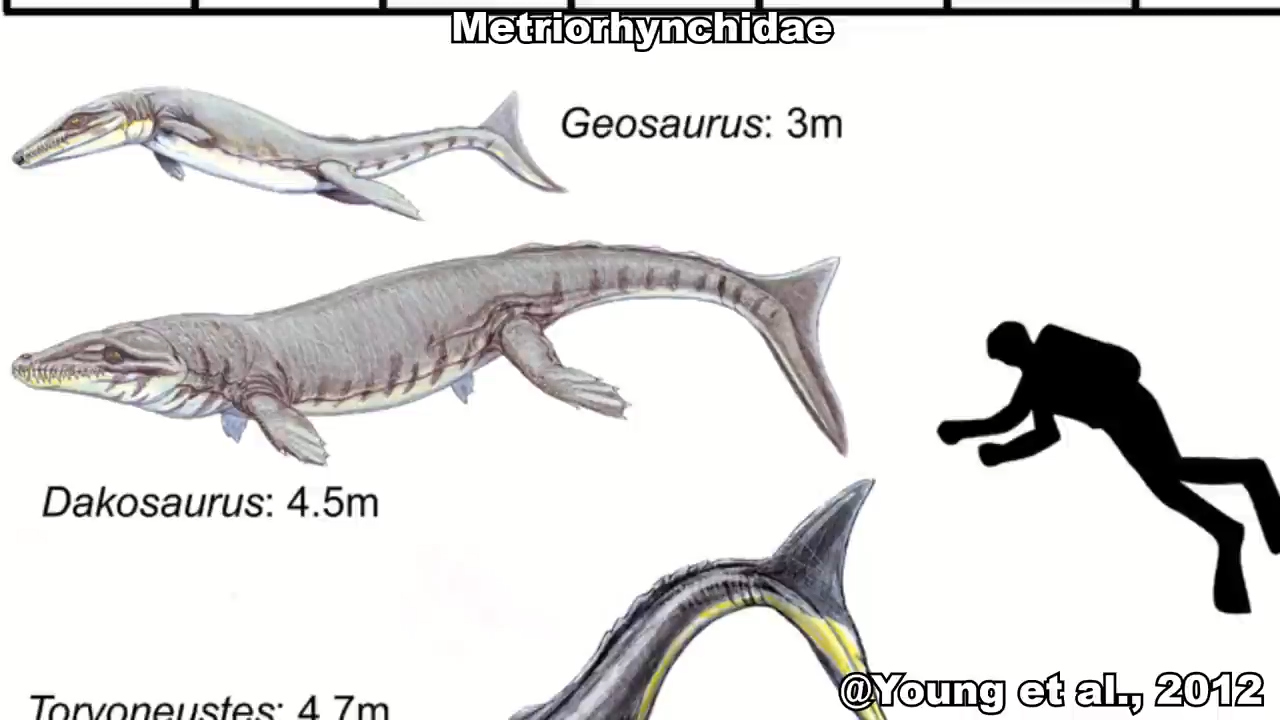 Metriorhynchidae
Geosaurus: 3m
Dakosaurus: 4.5m
Torvoneustes: 4.7m
@Young et al., 2012